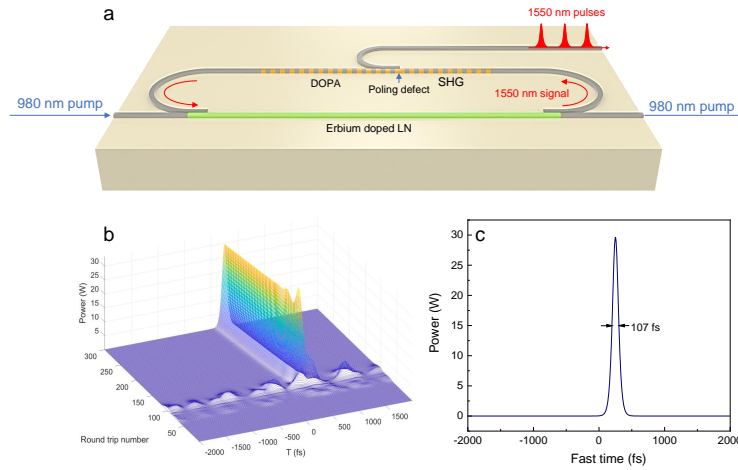 a
1550 nm pulses
DOPA
SHG
Poling defect
1550 nm signal
980 nm pump
980 nm pump
Erbium doped LN
b
Power (W)
30
25
20
15
10
5
300
250
200
150
100
50
Round trip number
-2000
-1500
-1000
-500
0
500
1000
1500
T (fs)
c
Power (W)
30
25
20
15
10
5
0
107 fs
-2000
-1000
0
1000
2000
Fast time (fs)